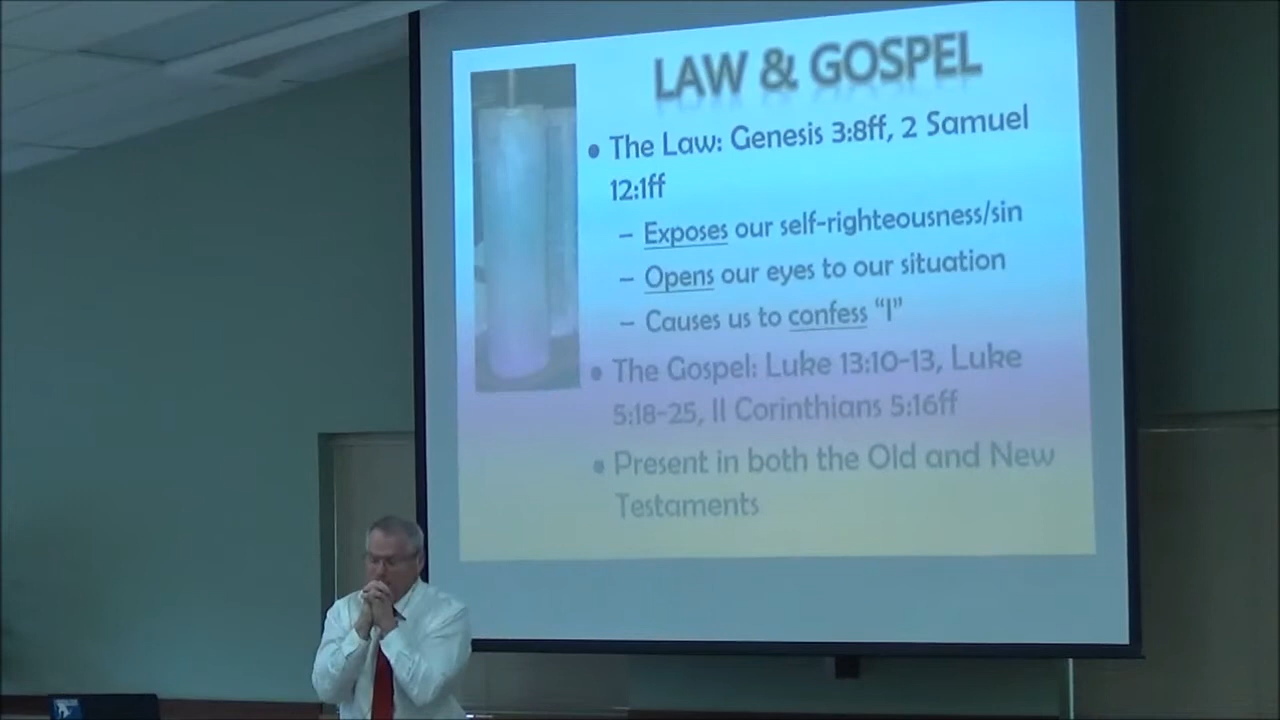 LAW & GOSPEL
• The Law: Genesis 3:8ff, 2 Samuel
12:1ff
– Exposes our self-righteousness/sin
– Opens our eyes to our situation
– Causes us to confess “I”
• The Gospel: Luke 13:10-13, Luke
5:18-25, II Corinthians 5:16ff
• Present in both the Old and New
Testaments